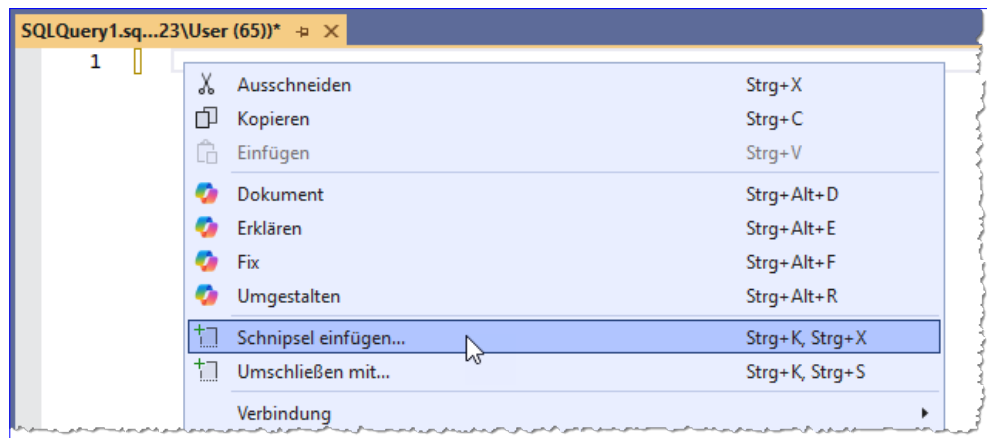 SQLQuery1.sq...23\User (65))*
1
Ausschneiden Strg+X
Kopieren Strg+C
Einfügen Strg+V
Dokument Strg+Alt+D
Erklären Strg+Alt+E
Fix Strg+Alt+F
Umgestalten Strg+Alt+R
Schnipsel einfügen... Strg+K, Strg+X
Umschließen mit... Strg+K, Strg+S
Verbindung